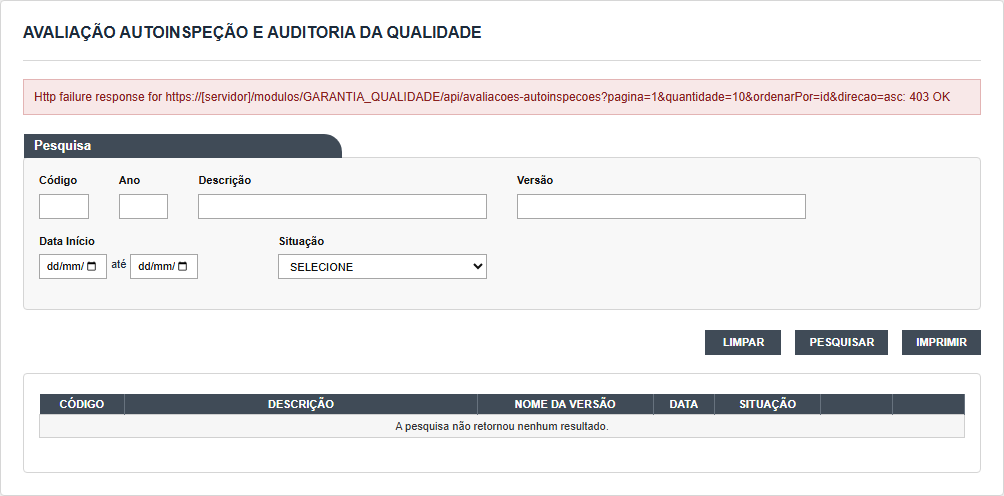 AVALIAÇÃO AUTOINSPEÇÃO E AUDITORIA DA QUALIDADE
Http failure response for https://[servidor]/modulos/GARANTIA_QUALIDADE/api/avaliacoes-autoinspecoes?pagina=1&quantidade=10&ordenarPor=id&direcao=asc: 403 OK
Pesquisa
Código Ano Descrição Versão
Data Início Situação
dd/mm/ até dd/mm/ SELECIONE
LIMPAR PESQUISAR IMPRIMIR
CÓDIGO DESCRIÇÃO NOME DA VERSÃO DATA SITUAÇÃO
A pesquisa não retornou nenhum resultado.